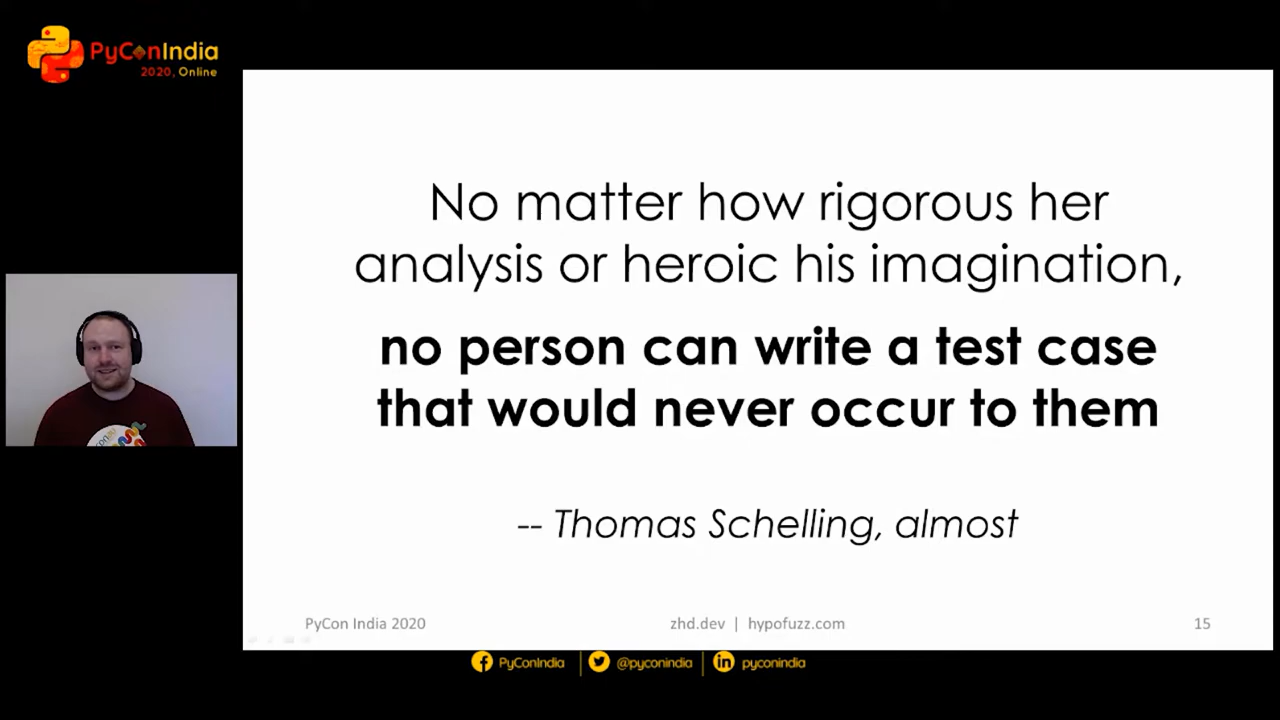 PyConIndia
2020, Online
No matter how rigorous her
analysis or heroic his imagination,
no person can write a test case
that would never occur to them
-- Thomas Schelling, almost
PyCon India 2020
zhd.dev | hypofuzz.com
15
PyConIndia
@pyconindia
pyconindia